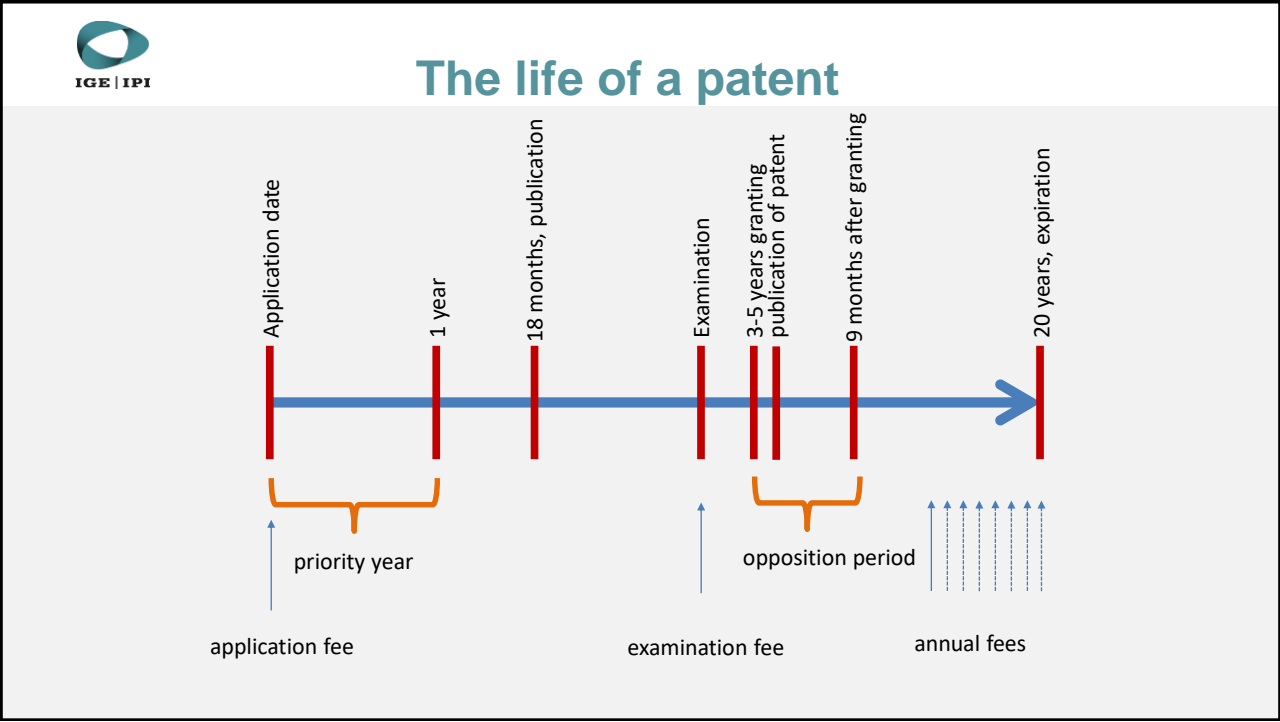 IGE | IPI
The life of a patent
Application date
1 year
18 months, publication
Examination
3-5 years granting
publication of patent
9 months after granting
20 years, expiration
priority year
opposition period
application fee
examination fee
annual fees